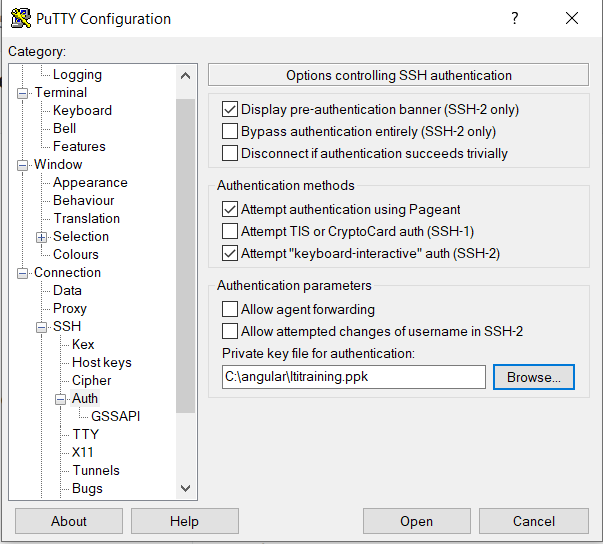 PuTTY Configuration
?
Category:
Logging
Terminal
Keyboard
Bell
Features
Window
Appearance
Behaviour
Translation
Selection
Colours
Connection
Data
Proxy
SSH
Kex
Host keys
Cipher
Auth
GSSAPI
TTY
X11
Tunnels
Bugs
Options controlling SSH authentication
Display pre-authentication banner (SSH-2 only)
Bypass authentication entirely (SSH-2 only)
Disconnect if authentication succeeds trivially
Authentication methods
Attempt authentication using Pageant
Attempt TIS or CryptoCard auth (SSH-1)
Attempt "keyboard-interactive" auth (SSH-2)
Authentication parameters
Allow agent forwarding
Allow attempted changes of username in SSH-2
Private key file for authentication:
C:\angular\ltitraining.ppk
Browse...
About
Help
Open
Cancel